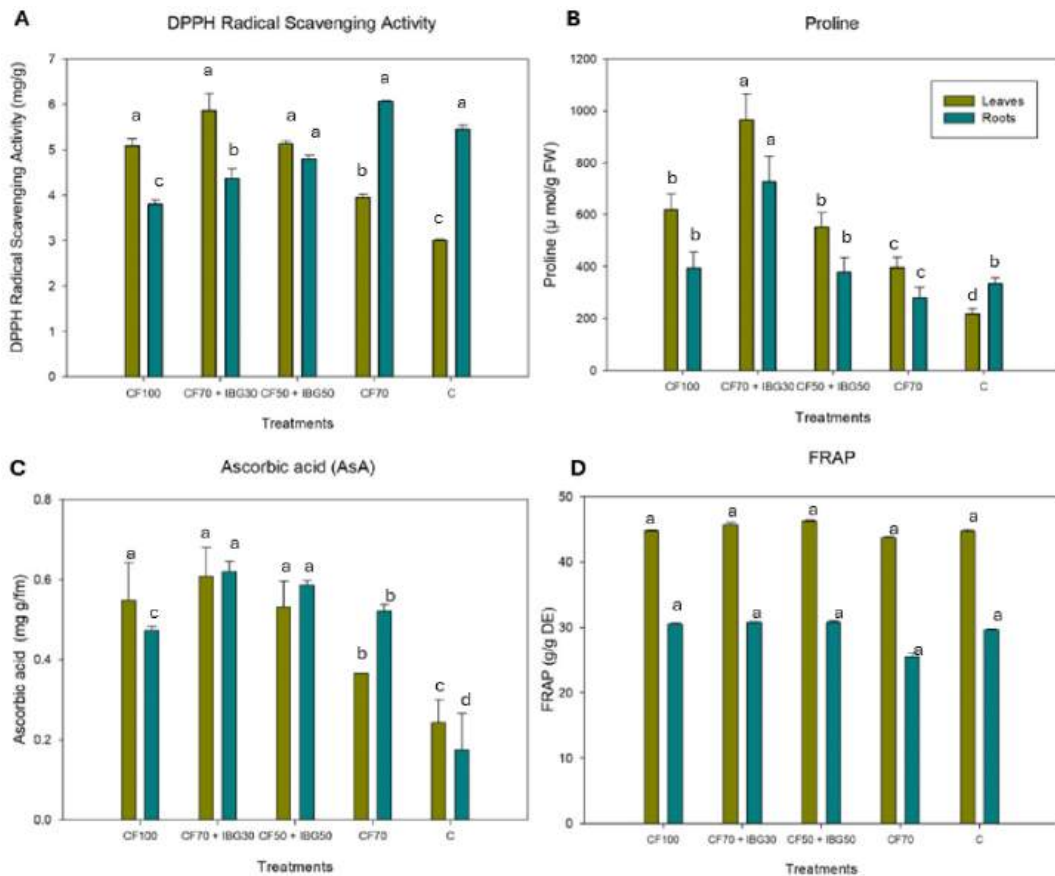 A
DPPH Radical Scavenging Activity
DPPH Radical Scavenging Activity (mg/g)
7
6
5
4
3
2
1
0
a
c
a
b
a
a
b
a
c
a
CF100
CF70 + IBG30
CF50 + IBG50
CF70
C
Treatments
B
Proline
Proline (μ mol/g FW)
1200
1000
800
600
400
200
0
Leaves
Roots
b
b
a
a
b
b
c
c
d
b
CF100
CF70 + IBG30
CF50 + IBG50
CF70
C
Treatments
C
Ascorbic acid (AsA)
Ascorbic acid (mg g/fm)
0.8
0.6
0.4
0.2
0.0
a
c
a
a
a
a
b
b
c
d
CF100
CF70 + IBG30
CF50 + IBG50
CF70
C
Treatments
D
FRAP
FRAP (g/g DE)
50
40
30
20
10
0
a
a
a
a
a
a
a
a
a
a
CF100
CF70 + IBG30
CF50 + IBG50
CF70
C
Treatments